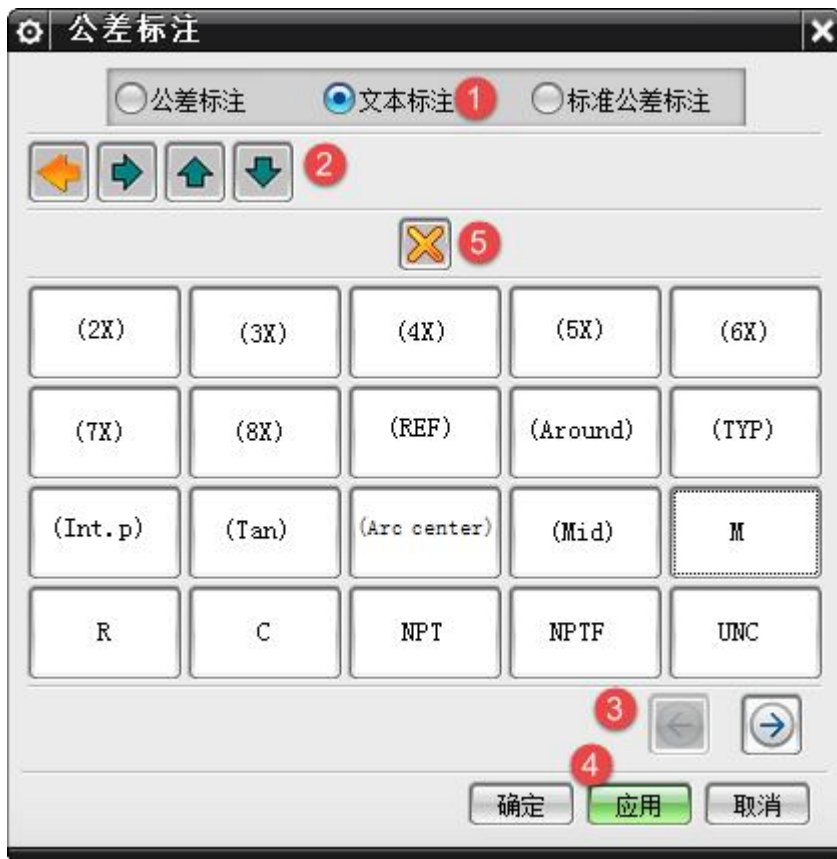 公差标注
公差标注 文本标注 1 标准公差标注
2
5
(2X) (3X) (4X) (5X) (6X)
(7X) (8X) (REF) (Around) (TYP)
(Int.p) (Tan) (Arc center) (Mid) M
R C NPT NPTF UNC
3
4
确定 应用 取消